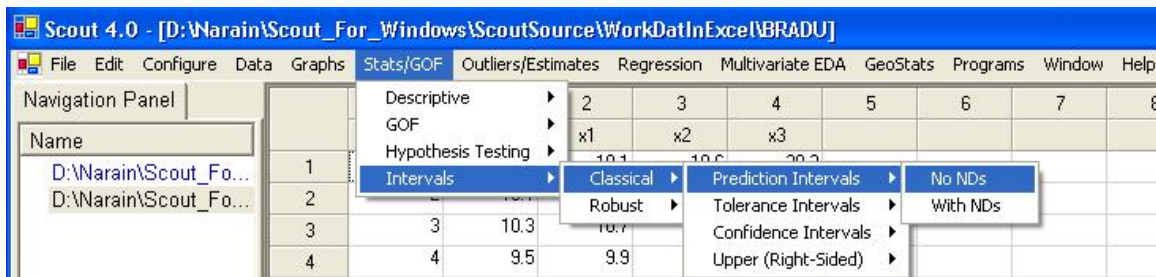 Scout 4.0 - [D:\Narain\Scout_For_Windows\ScoutSource\WorkDatInExcel\BRADU]
File Edit Configure Data Graphs Stats/GOF Outliers/Estimates Regression Multivariate EDA GeoStats Programs Window Help
Navigation Panel
Name
D:\Narain\Scout_Fo...
D:\Narain\Scout_Fo...
Descriptive
GOF
Hypothesis Testing
Intervals
Classical
Robust
Prediction Intervals
Tolerance Intervals
Confidence Intervals
Upper (Right-Sided)
No NDs
With NDs
2 3 4 5 6 7 8
x1 x2 x3
1
2
3 3 10.3 10.7
4 4 9.5 9.9